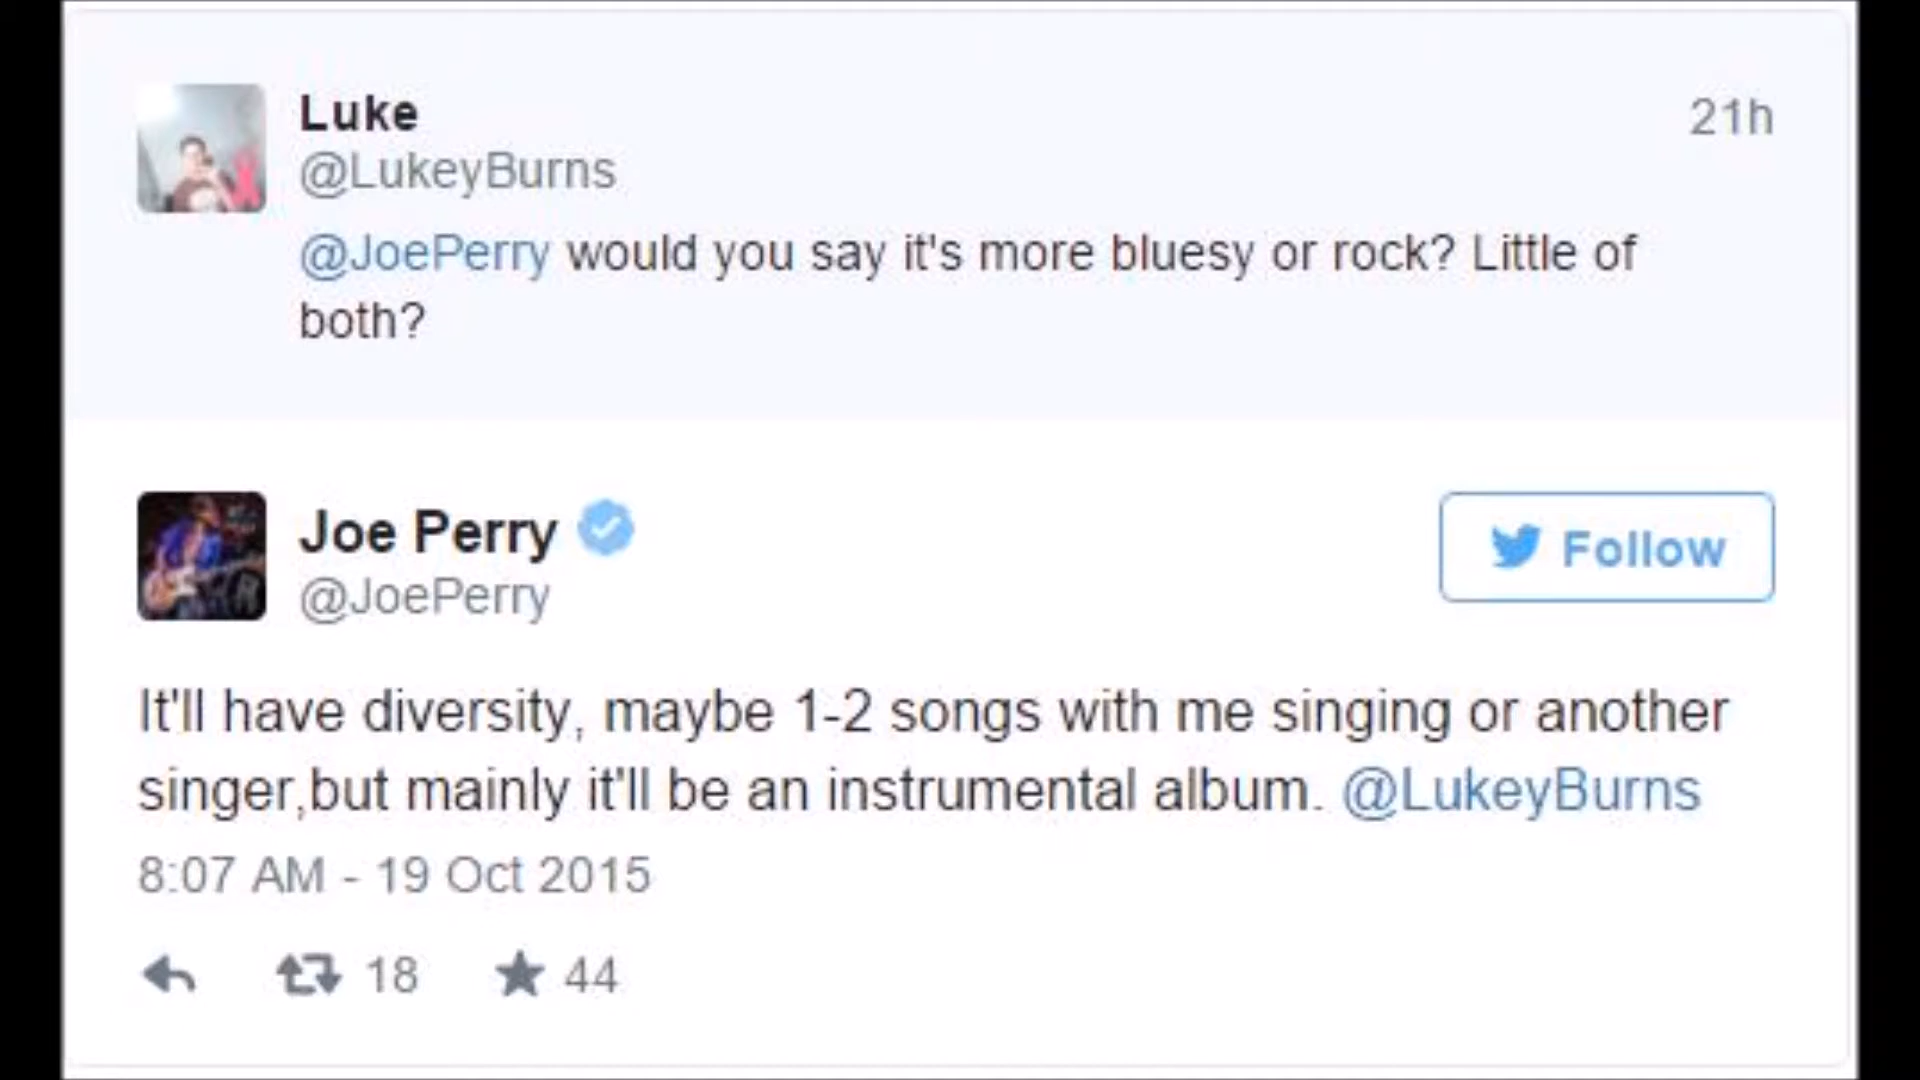 Luke
21h
@LukeyBurns
@JoePerry would you say it's more bluesy or rock? Little of
both?
Joe Perry
Follow
@JoePerry
It'll have diversity, maybe 1-2 songs with me singing or another
singer,but mainly it'll be an instrumental album. @LukeyBurns
8:07 AM - 19 Oct 2015
18 44